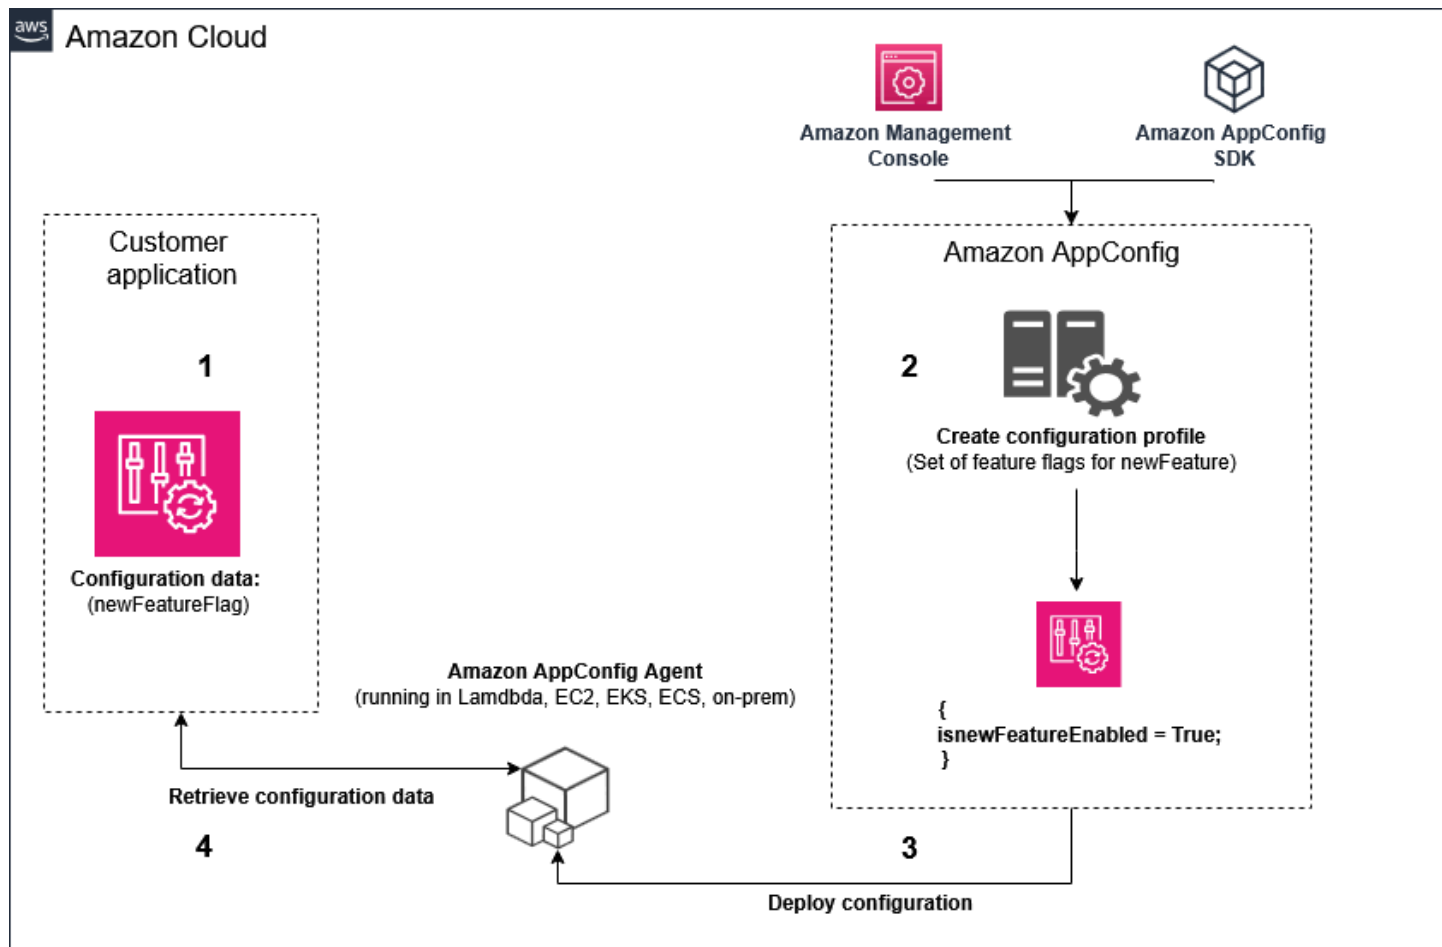 aws
Amazon Cloud
Amazon Management
Console
Amazon AppConfig
SDK
Customer
application
1
Configuration data:
(newFeatureFlag)
Amazon AppConfig
2
Create configuration profile
(Set of feature flags for newFeature)
{
isnewFeatureEnabled = True;
}
Amazon AppConfig Agent
(running in Lamdbda, EC2, EKS, ECS, on-prem)
Retrieve configuration data
4
3
Deploy configuration